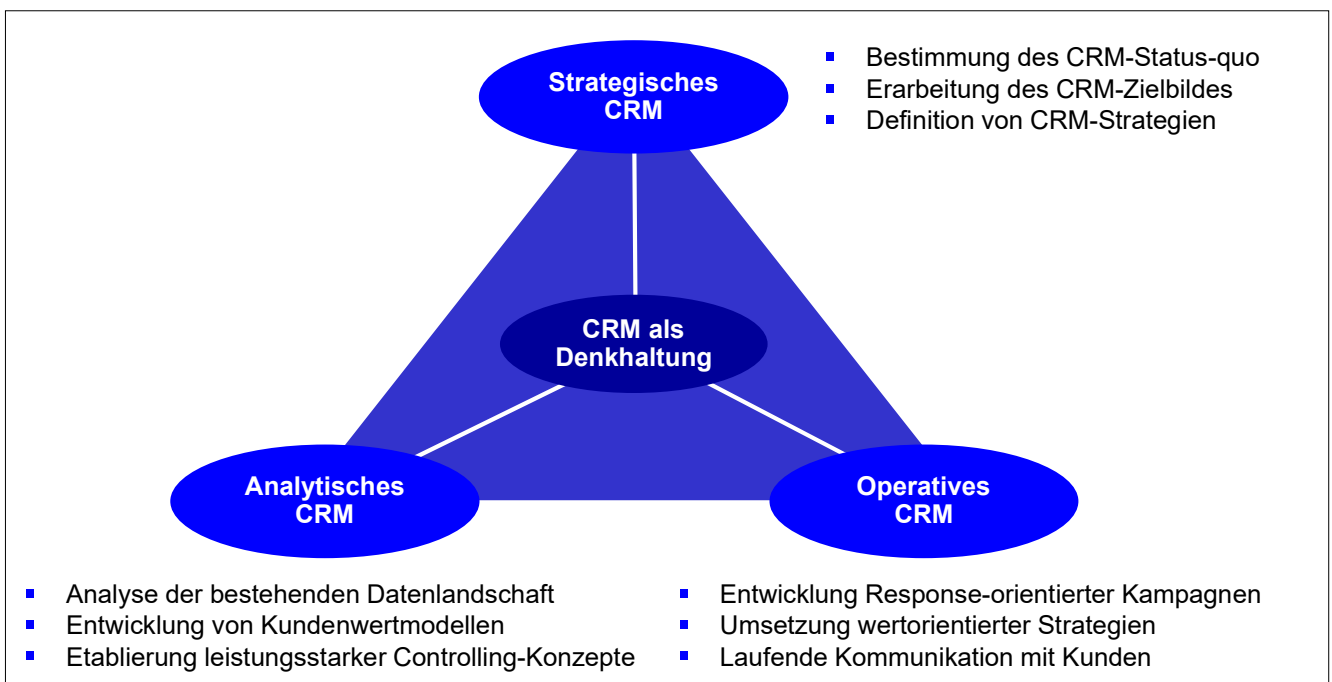 Strategisches
CRM
▪ Bestimmung des CRM-Status-quo
▪ Erarbeitung des CRM-Zielbildes
▪ Definition von CRM-Strategien
CRM als
Denkhaltung
Analytisches
CRM
Operatives
CRM
▪ Analyse der bestehenden Datenlandschaft
▪ Entwicklung von Kundenwertmodellen
▪ Etablierung leistungsstarker Controlling-Konzepte
▪ Entwicklung Response-orientierter Kampagnen
▪ Umsetzung wertorientierter Strategien
▪ Laufende Kommunikation mit Kunden